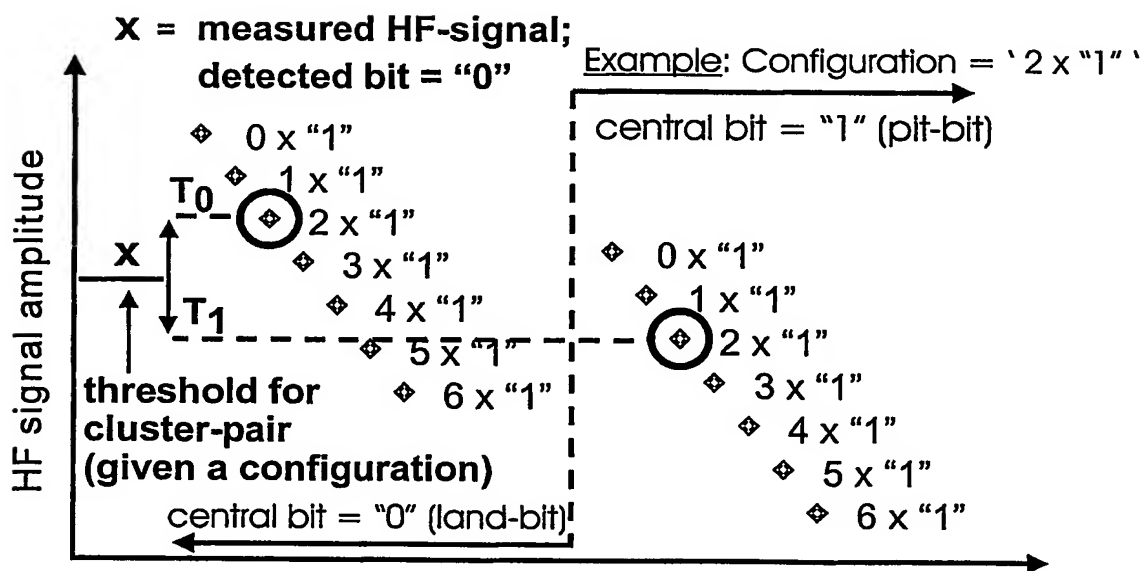 x = measured HF-signal;
detected bit = “0”
Example: Configuration = ‘ 2 x “1” ‘
central bit = “1” (pit-bit)
HF signal amplitude
0 x “1”
1 x “1”
2 x “1”
3 x “1”
4 x “1”
5 x “1”
6 x “1”
T0
x
T1
threshold for
cluster-pair
(given a configuration)
central bit = “0” (land-bit)
0 x “1”
1 x “1”
2 x “1”
3 x “1”
4 x “1”
5 x “1”
6 x “1”